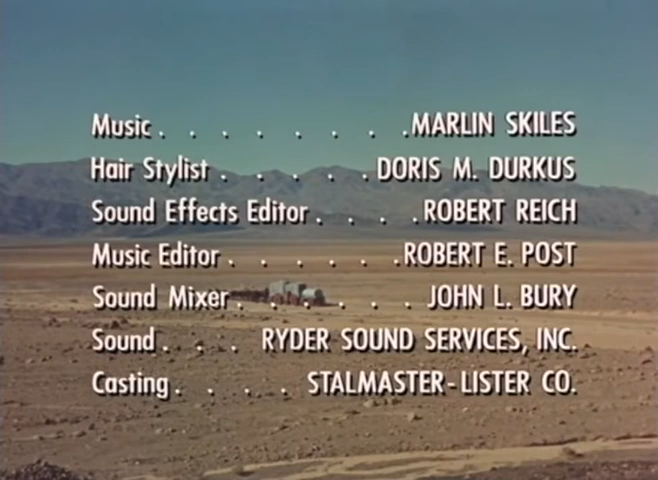 Music . . . . . . . MARLIN SKILES
Hair Stylist . . . . . DORIS M. DURKUS
Sound Effects Editor . . . . ROBERT REICH
Music Editor . . . . . . ROBERT E. POST
Sound Mixer . . . . . . JOHN L. BURY
Sound . . . . RYDER SOUND SERVICES, INC.
Casting . . . . . STALMASTER-LISTER CO.